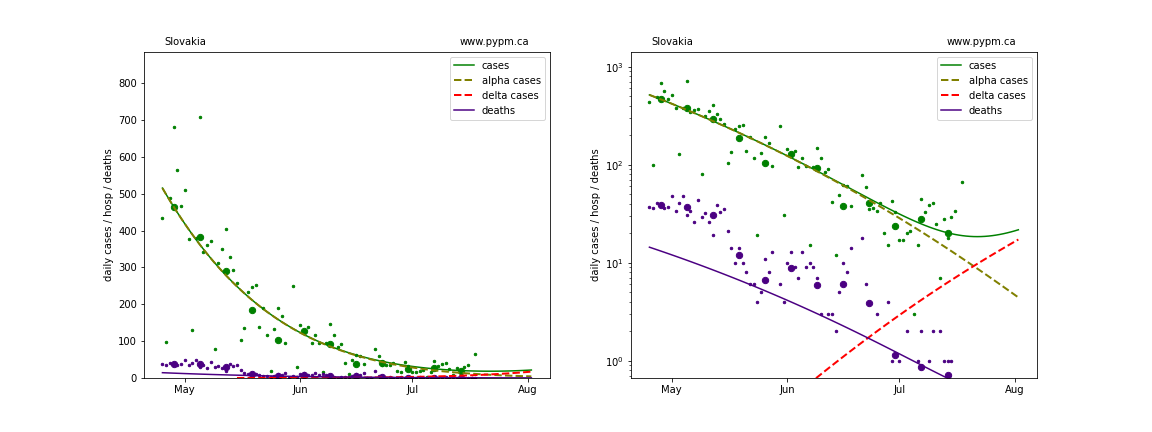 Slovakia www.pypm.ca
cases
alpha cases
delta cases
deaths
800
700
600
500
400
300
200
100
0
daily cases / hosp / deaths
May Jun Jul Aug
Slovakia www.pypm.ca
cases
alpha cases
delta cases
deaths
10³
10²
10¹
10⁰
daily cases / hosp / deaths
May Jun Jul Aug